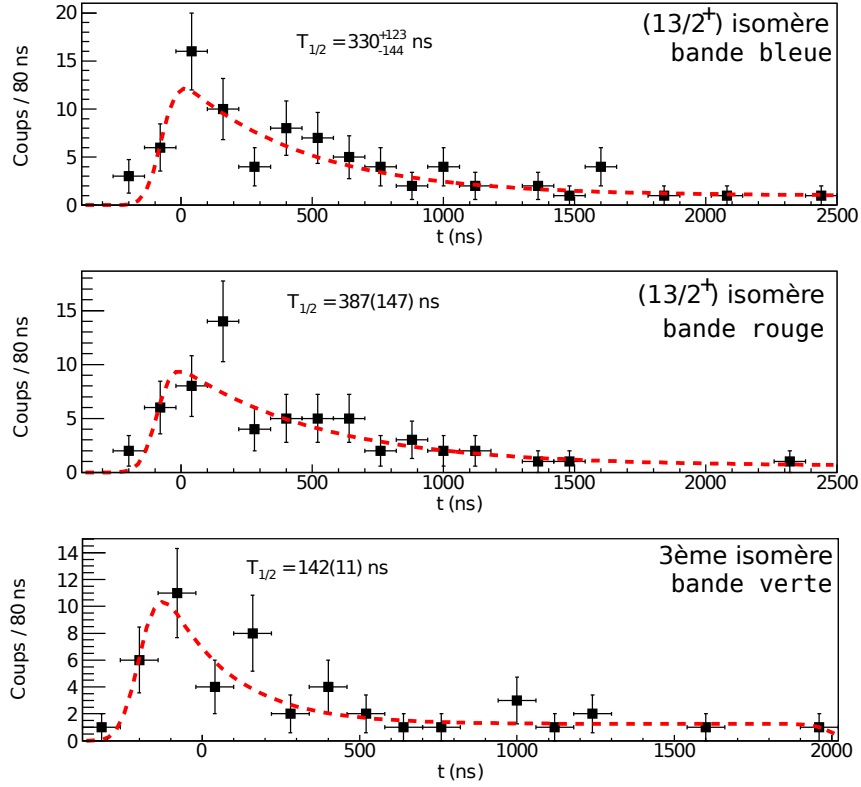 20
15
10
5
0
Coups / 80 ns
T1/2 = 330 +123 -144 ns
(13/2+) isomère
bande bleue
0 500 1000 1500 2000 2500
t (ns)
15
10
5
0
Coups / 80 ns
T1/2 = 387(147) ns
(13/2+) isomère
bande rouge
0 500 1000 1500 2000 2500
t (ns)
14
12
10
8
6
4
2
0
Coups / 80 ns
T1/2 = 142(11) ns
3ème isomère
bande verte
0 500 1000 1500 2000
t (ns)